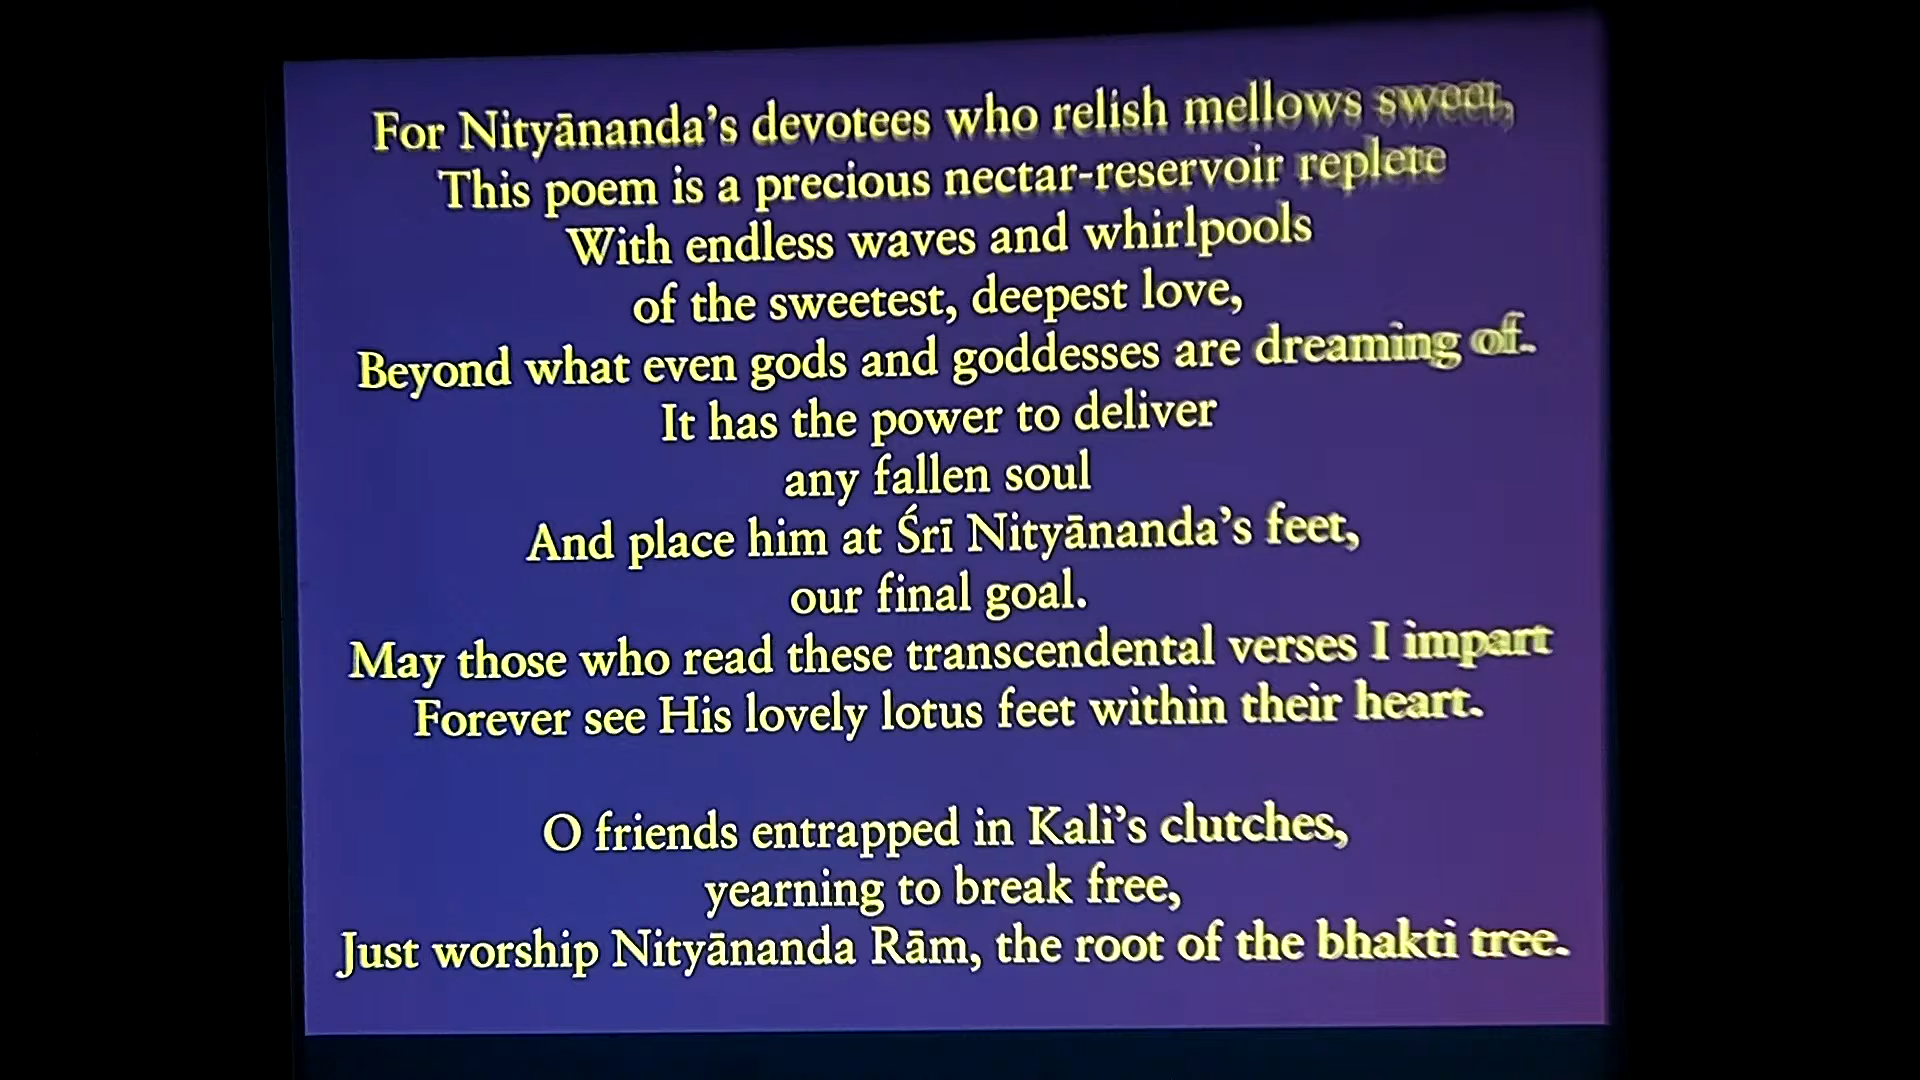 For Nityānanda’s devotees who relish mellows sweet,
This poem is a precious nectar-reservoir replete
With endless waves and whirlpools
of the sweetest, deepest love,
Beyond what even gods and goddesses are dreaming of.
It has the power to deliver
any fallen soul
And place him at Śrī Nityānanda’s feet,
our final goal.
May those who read these transcendental verses I impart
Forever see His lovely lotus feet within their heart.
O friends entrapped in Kali’s clutches,
yearning to break free,
Just worship Nityānanda Rām, the root of the bhakti tree.